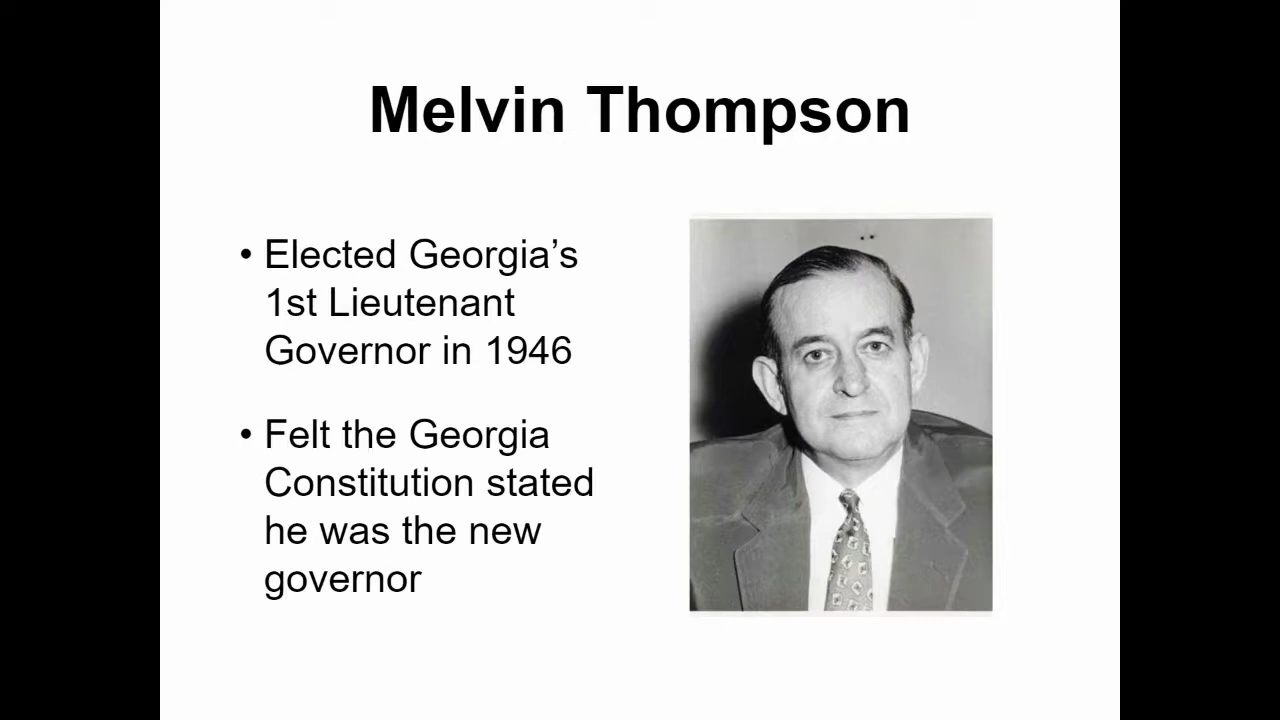 Melvin Thompson
• Elected Georgia’s
1st Lieutenant
Governor in 1946
• Felt the Georgia
Constitution stated
he was the new
governor